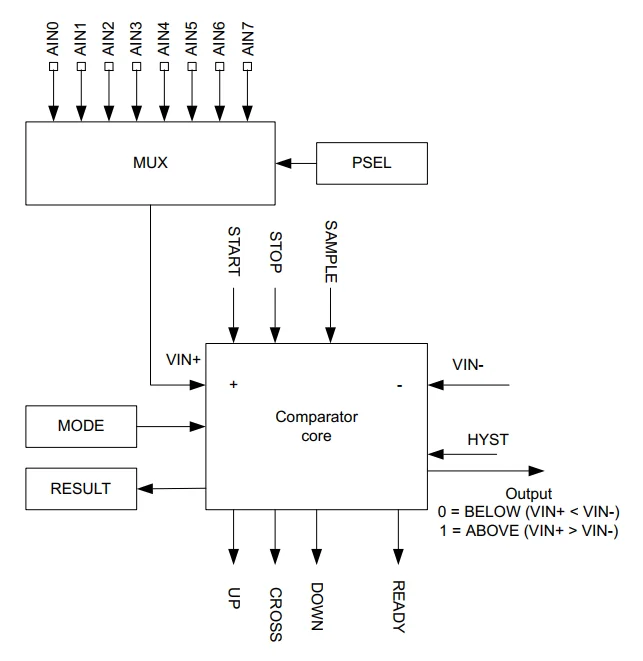 AIN0
AIN1
AIN2
AIN3
AIN4
AIN5
AIN6
AIN7
MUX
PSEL
START
STOP
SAMPLE
VIN+
VIN-
+
-
Comparator
core
MODE
HYST
RESULT
Output
0 = BELOW (VIN+ < VIN-)
1 = ABOVE (VIN+ > VIN-)
UP
CROSS
DOWN
READY